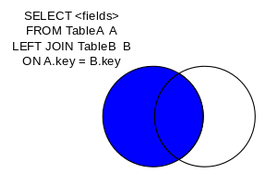 SELECT <fields>
FROM TableA A
LEFT JOIN TableB B
ON A.key = B.key